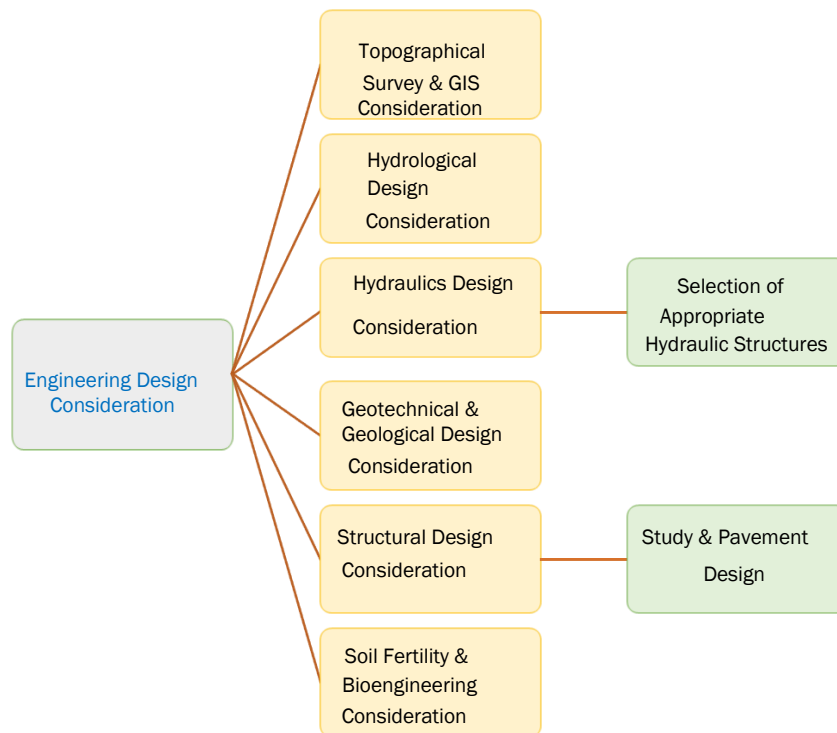 Topographical
Survey & GIS
Consideration
Hydrological
Design
Consideration
Hydraulics Design
Consideration
Selection of
Appropriate
Hydraulic Structures
Engineering Design
Consideration
Geotechnical &
Geological Design
Consideration
Structural Design
Consideration
Study & Pavement
Design
Soil Fertility &
Bioengineering
Consideration